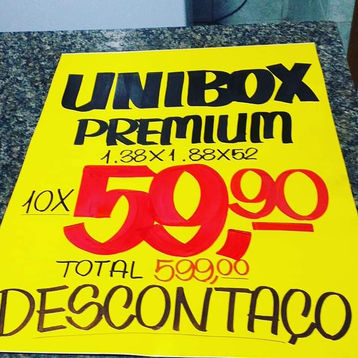 UNIBOX
PREMIUM
1.38X1.88X52
10X 59,90
TOTAL 599,00
DESCONTAÇO